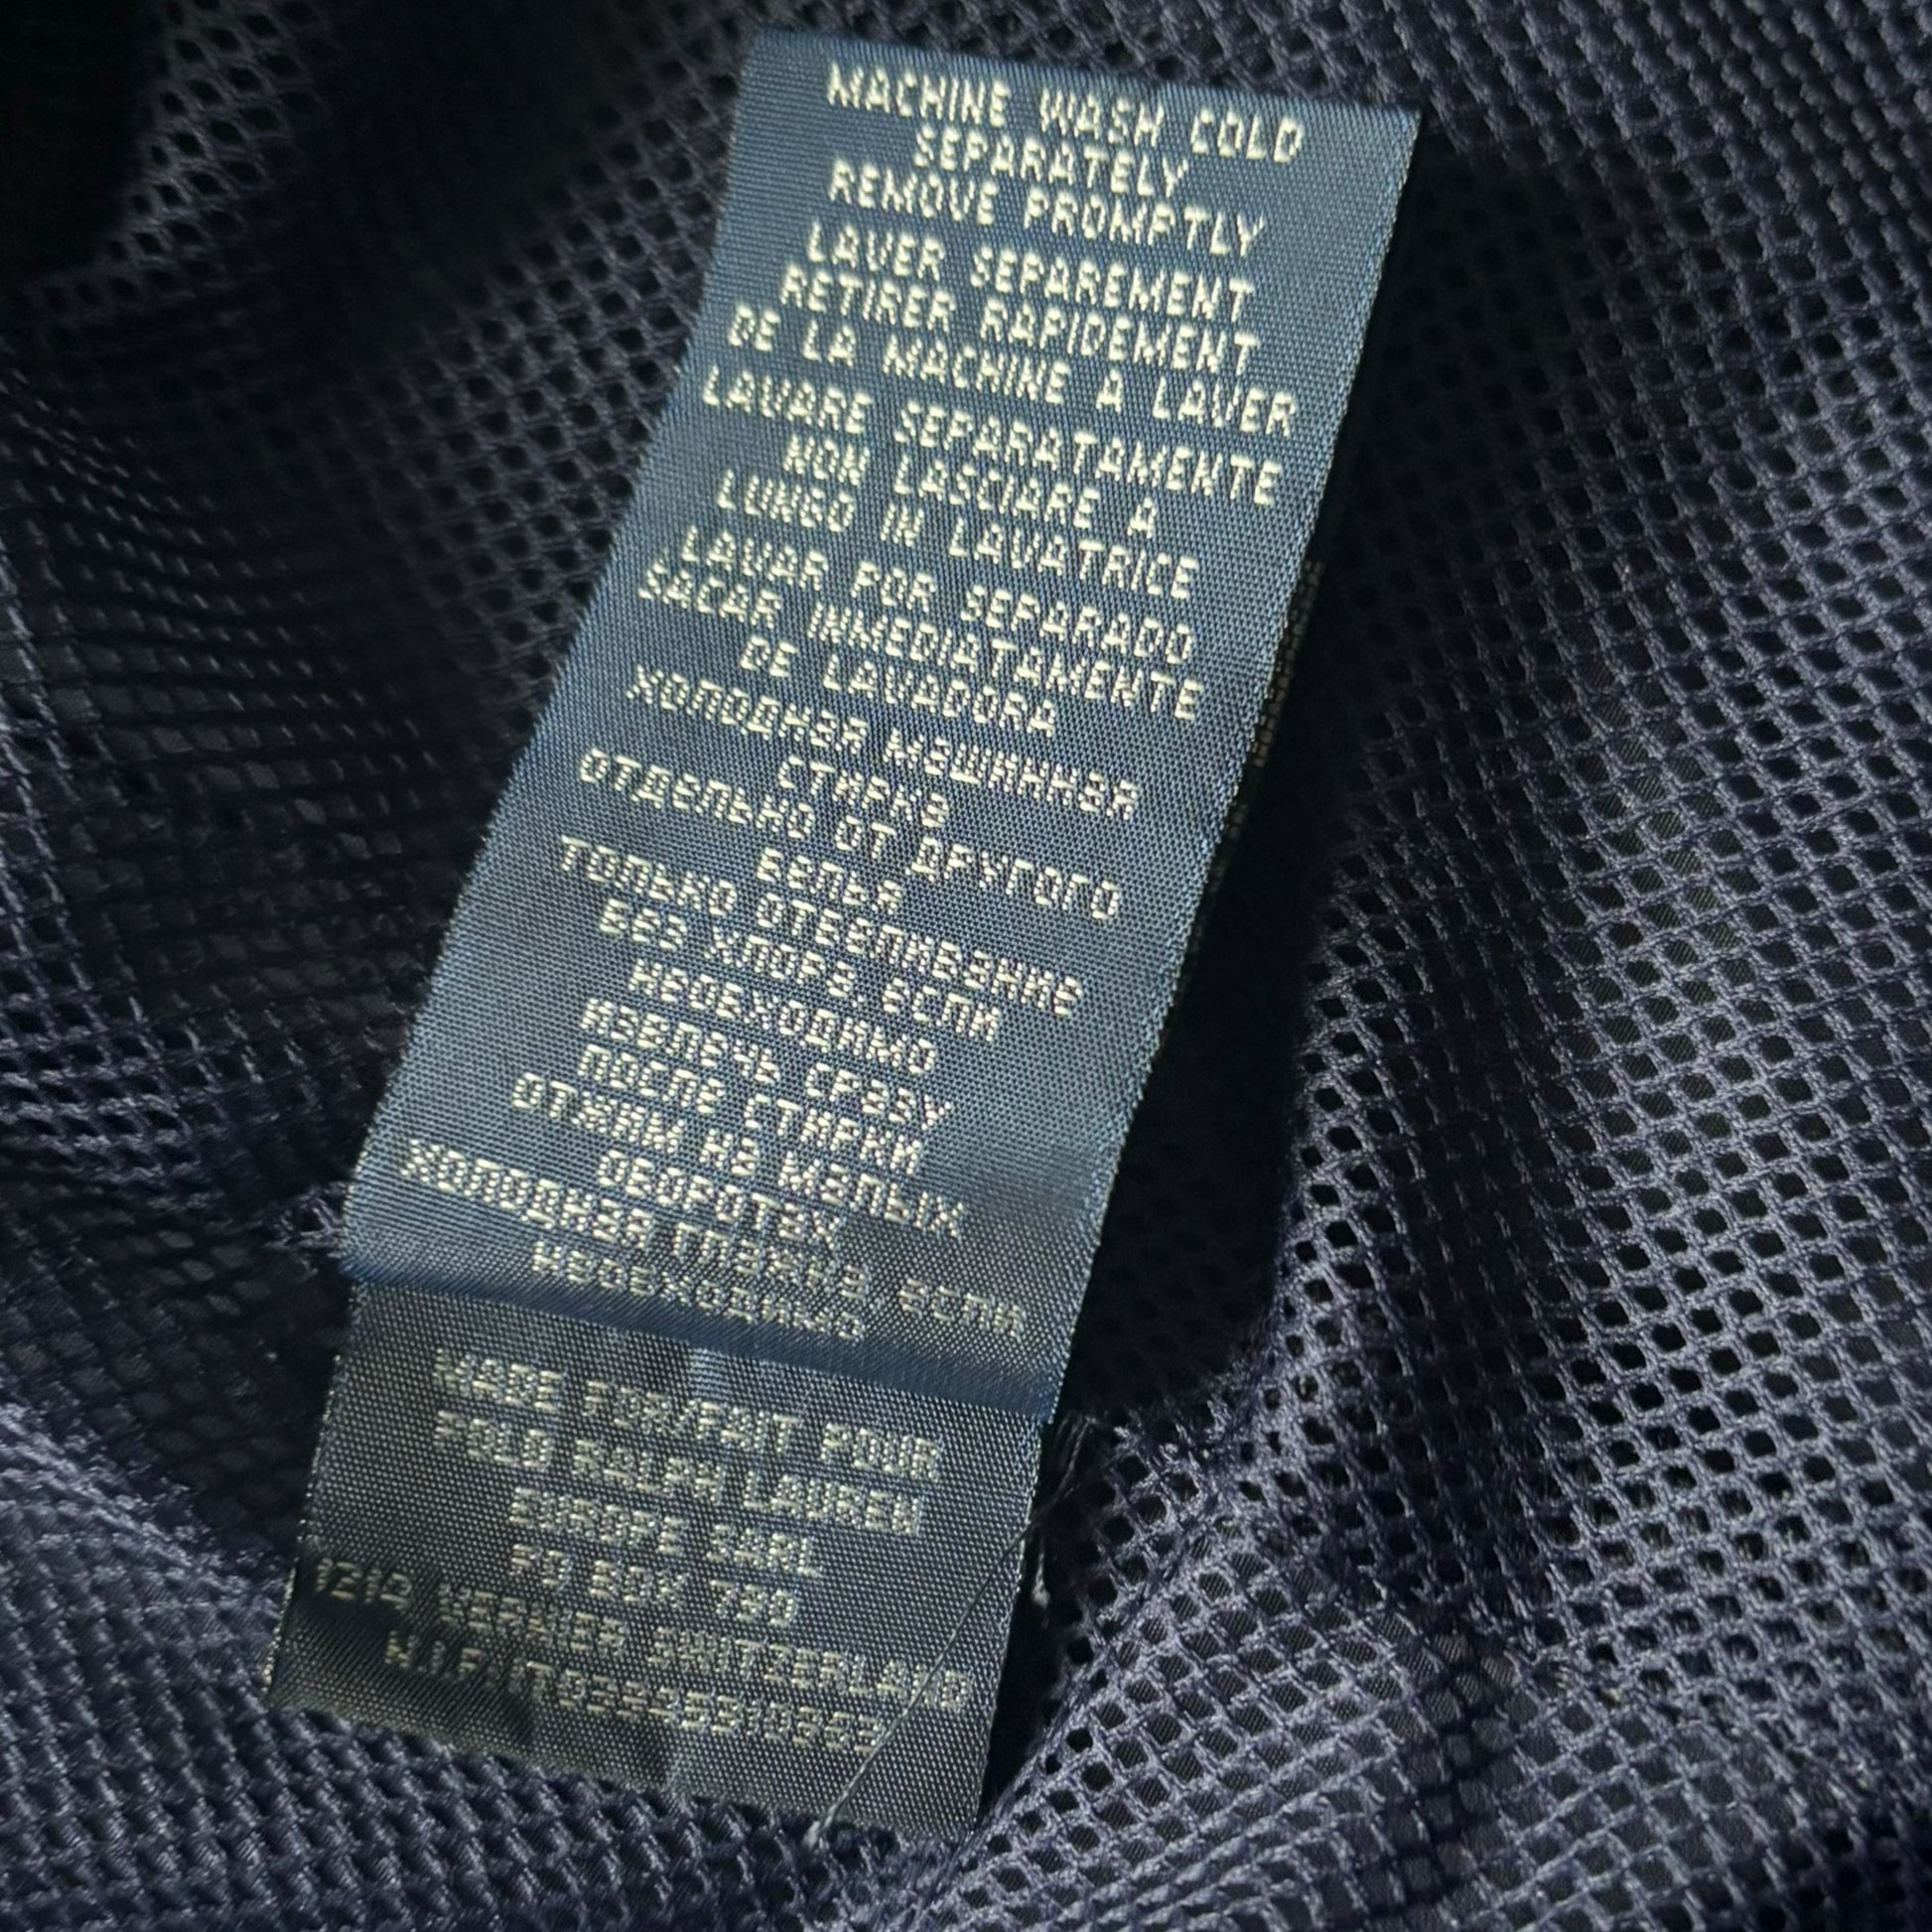 MACHINE WASH COLD
SEPARATELY
REMOVE PROMPTLY
LAVER SEPAREMENT
RETIRER RAPIDEMENT
DE LA MACHINE A LAVER
LAVARE SEPARATAMENTE
NON LASCIARE A
LUNGO IN LAVATRICE
LAVAR POR SEPARADO
SACAR INMEDIATAMENTE
DE LAVADORA
холодная машинная
стирка
отдельно от другого
белья
только отбеливание
без хлора, если
необходимо
извлечь сразу
после стирки
отжим на малых
оборотах
холодная глажка, если
необходимо
MADE FOR/FAIT POUR
POLO RALPH LAUREN
EUROPE SARL
PO BOX 790
VERNIER SWITZERLAND